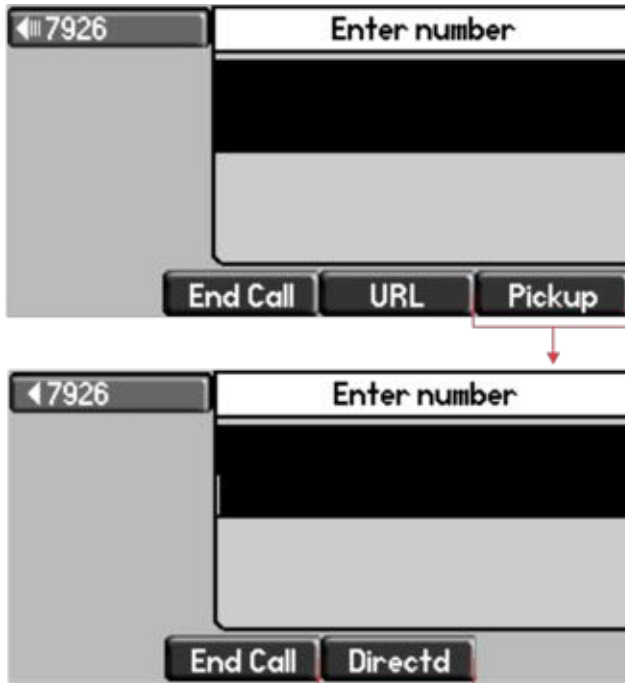 7926
Enter number
End Call URL Pickup
7926
Enter number
End Call Directd